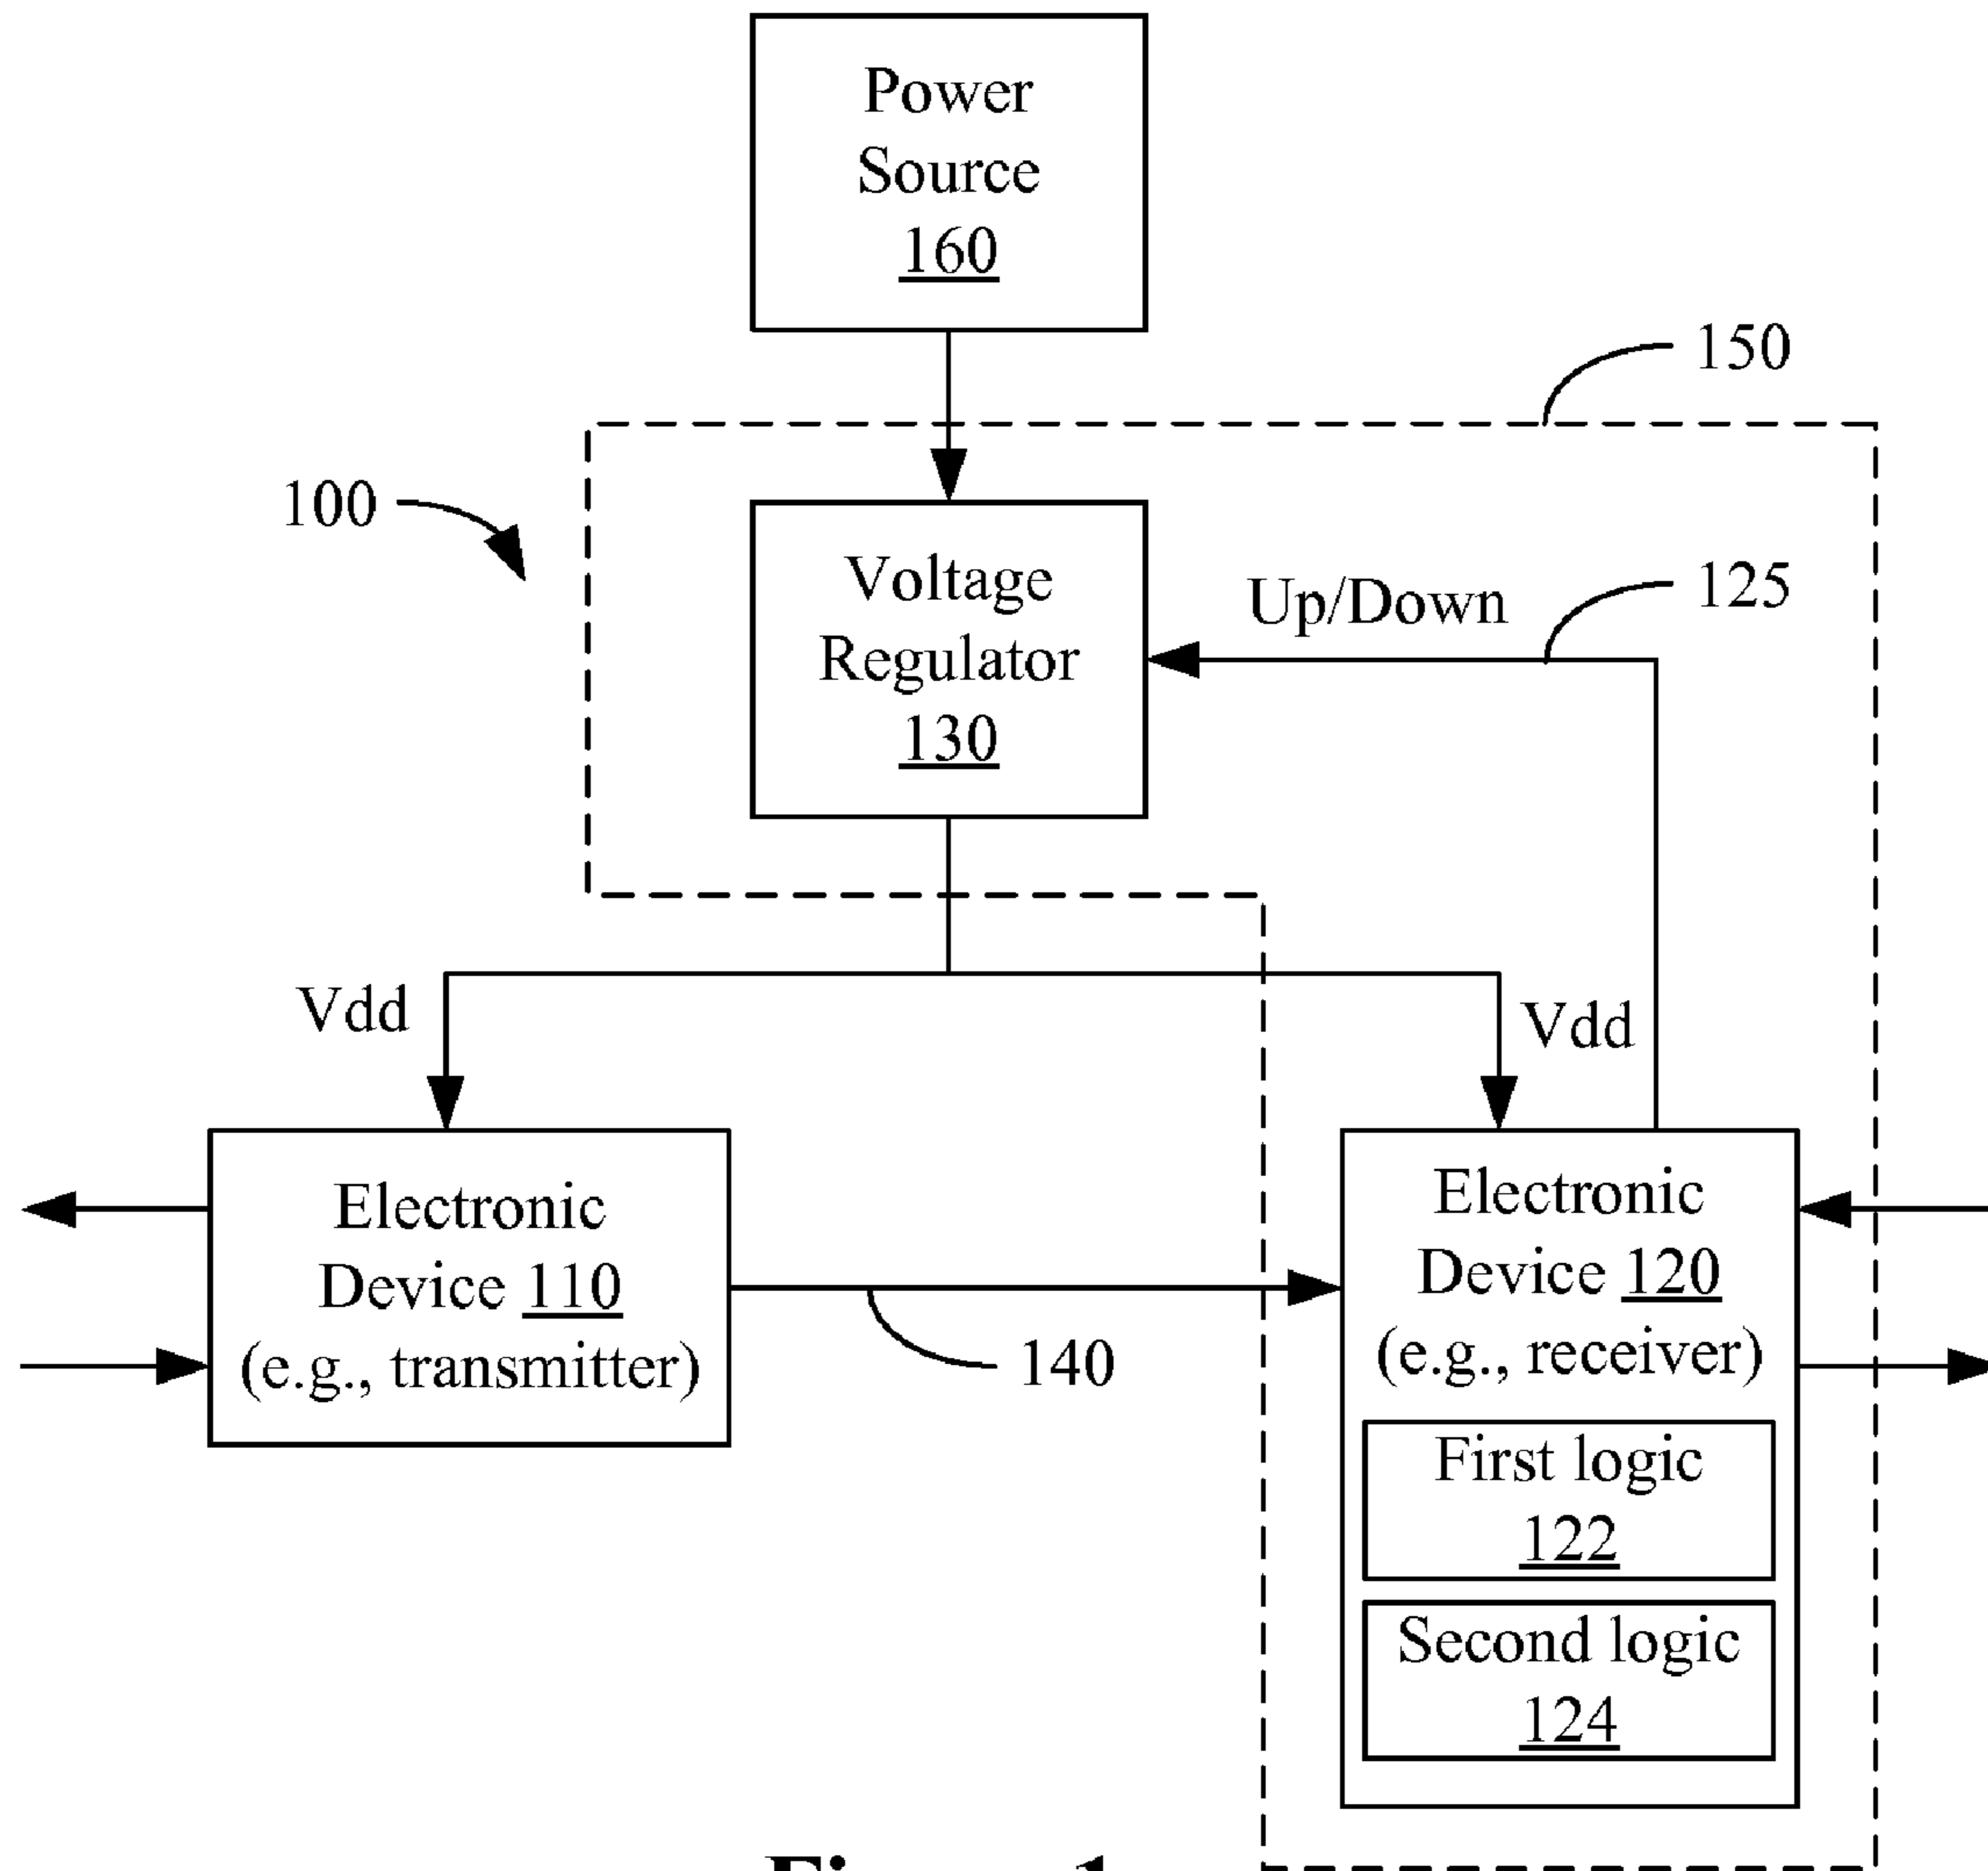 Power
Source
160
150
100
Voltage
Regulator
130
Up/Down
125
Vdd
Vdd
Electronic
Device 110
(e.g., transmitter)
140
Electronic
Device 120
(e.g., receiver)
First logic
122
Second logic
124